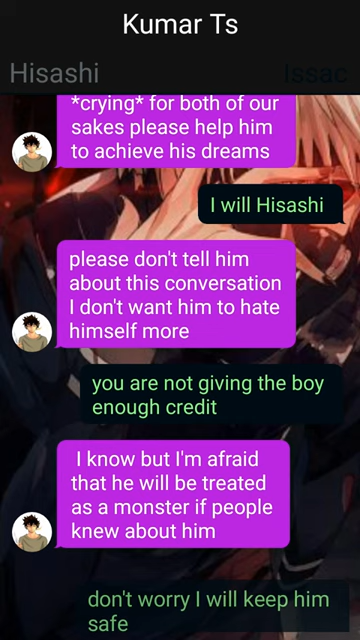 Kumar Ts
Hisashi
Issac
*crying* for both of our
sakes please help him
to achieve his dreams
I will Hisashi
please don't tell him
about this conversation
I don't want him to hate
himself more
you are not giving the boy
enough credit
I know but I'm afraid
that he will be treated
as a monster if people
knew about him
don't worry I will keep him
safe